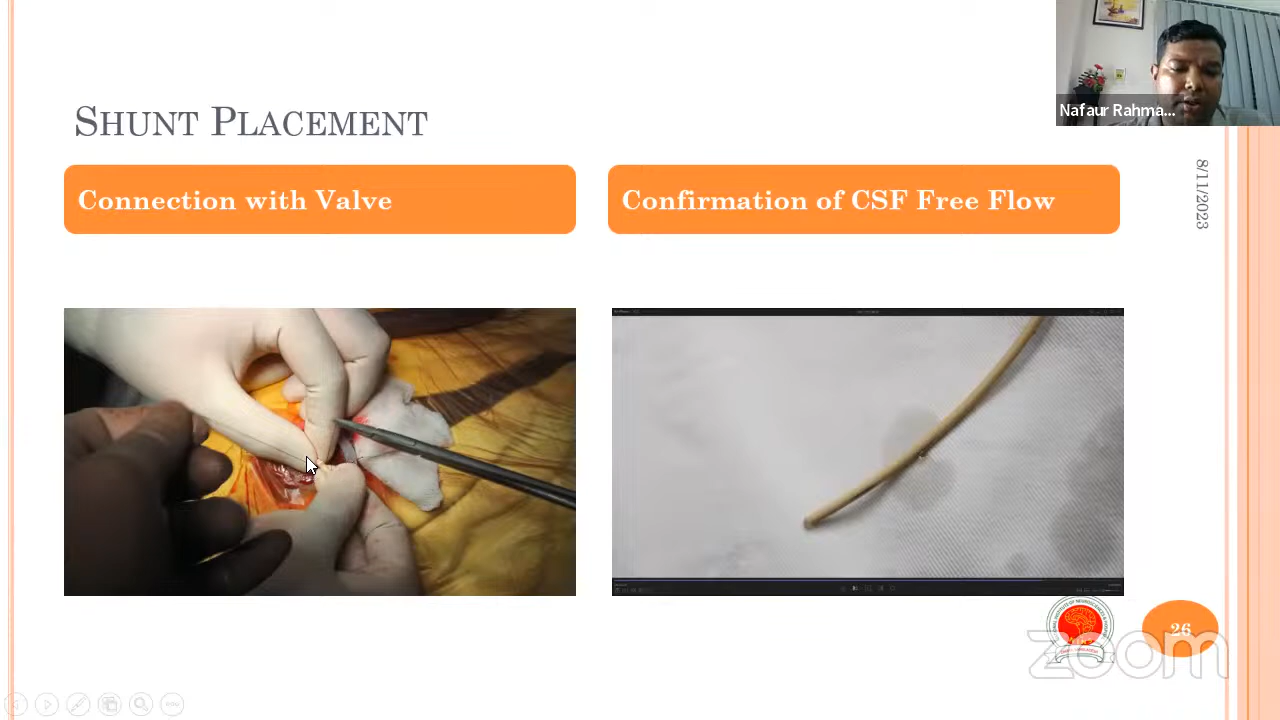 Nafaur Rahma...
SHUNT PLACEMENT
8/11/2023
Connection with Valve
Confirmation of CSF Free Flow
26
zoom